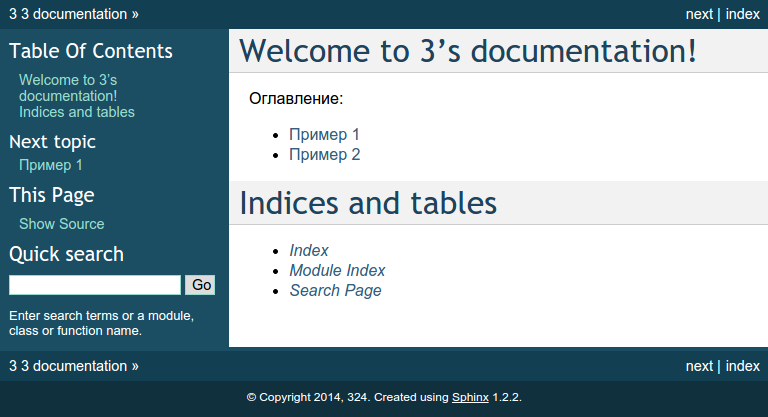 3 3 documentation »
next | index
Table Of Contents
Welcome to 3’s
documentation!
Indices and tables
Next topic
Пример 1
This Page
Show Source
Quick search
Go
Enter search terms or a module,
class or function name.
Welcome to 3’s documentation!
Оглавление:
Пример 1
Пример 2
Indices and tables
Index
Module Index
Search Page
3 3 documentation »
next | index
© Copyright 2014, 324. Created using Sphinx 1.2.2.